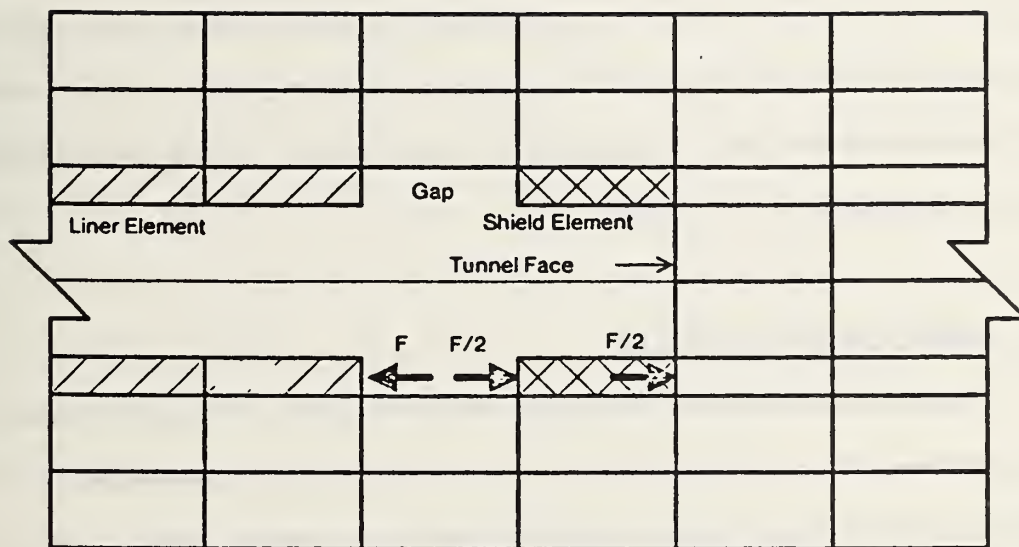 Gap
Liner Element
Shield Element
Tunnel Face
F
F/2
F/2